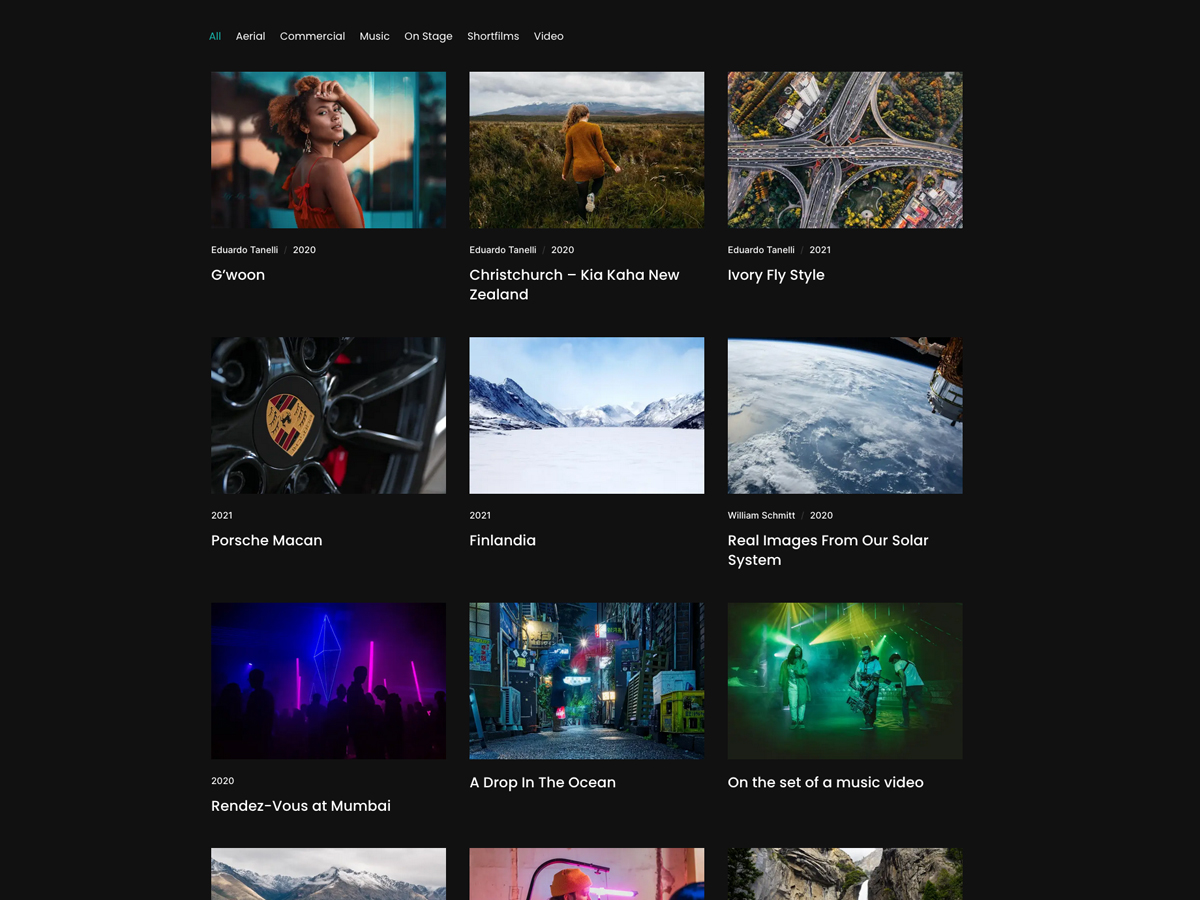 All Aerial Commercial Music On Stage Shortfilms Video
Eduardo Tanelli / 2020
G’woon
Eduardo Tanelli / 2020
Christchurch – Kia Kaha New
Zealand
Eduardo Tanelli / 2021
Ivory Fly Style
2021
Porsche Macan
2021
Finlandia
William Schmitt / 2020
Real Images From Our Solar
System
2020
Rendez-Vous at Mumbai
A Drop In The Ocean
On the set of a music video